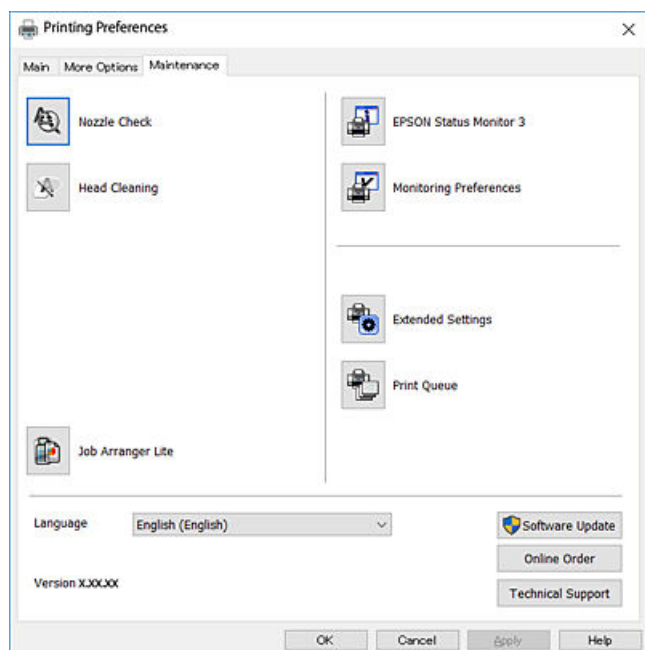 Printing Preferences
Main More Options Maintenance
Nozzle Check
Head Cleaning
Job Arranger Lite
EPSON Status Monitor 3
Monitoring Preferences
Extended Settings
Print Queue
Language English (English)
Version X.XX.XX
Software Update
Online Order
Technical Support
OK Cancel Apply Help